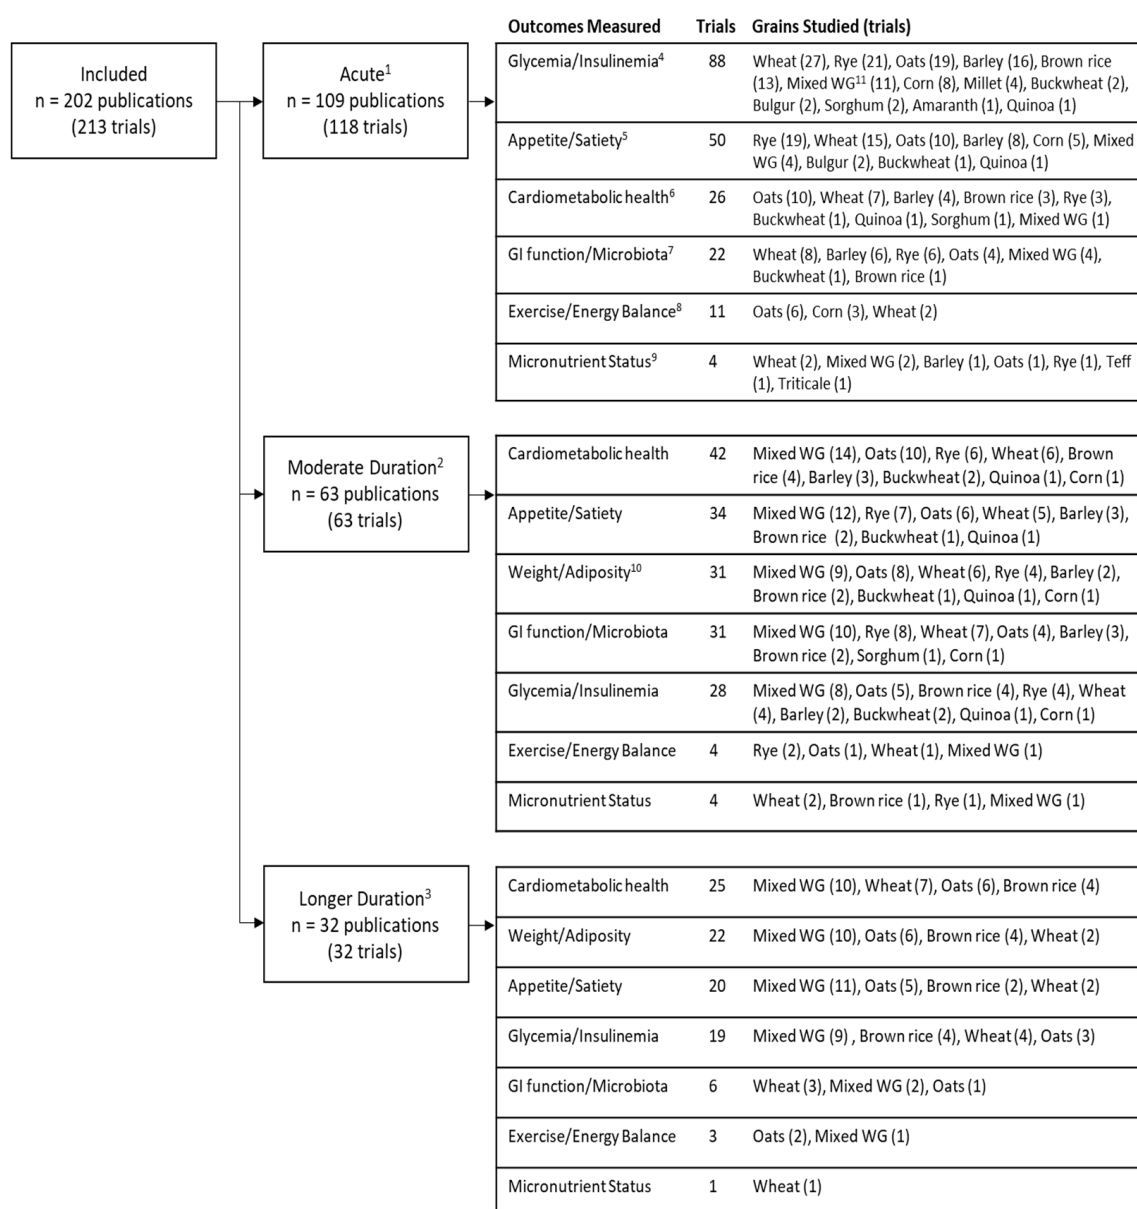 Outcomes Measured Trials Grains Studied (trials)
Included
n = 202 publications
(213 trials)
Acute1
n = 109 publications
(118 trials)
Glycemia/Insulinemia4 88 Wheat (27), Rye (21), Oats (19), Barley (16), Brown rice
(13), Mixed WG11 (11), Corn (8), Millet (4), Buckwheat (2),
Bulgur (2), Sorghum (2), Amaranth (1), Quinoa (1)
Appetite/Satiety5 50 Rye (19), Wheat (15), Oats (10), Barley (8), Corn (5), Mixed
WG (4), Bulgur (2), Buckwheat (1), Quinoa (1)
Cardiometabolic health6 26 Oats (10), Wheat (7), Barley (4), Brown rice (3), Rye (3),
Buckwheat (1), Quinoa (1), Sorghum (1), Mixed WG (1)
GI function/Microbiota7 22 Wheat (8), Barley (6), Rye (6), Oats (4), Mixed WG (4),
Buckwheat (1), Brown rice (1)
Exercise/Energy Balance8 11 Oats (6), Corn (3), Wheat (2)
Micronutrient Status9 4 Wheat (2), Mixed WG (2), Barley (1), Oats (1), Rye (1), Teff
(1), Triticale (1)
Moderate Duration2
n = 63 publications
(63 trials)
Cardiometabolic health 42 Mixed WG (14), Oats (10), Rye (6), Wheat (6), Brown
rice (4), Barley (3), Buckwheat (2), Quinoa (1), Corn (1)
Appetite/Satiety 34 Mixed WG (12), Rye (7), Oats (6), Wheat (5), Barley (3),
Brown rice (2), Buckwheat (1), Quinoa (1)
Weight/Adiposity10 31 Mixed WG (9), Oats (8), Wheat (6), Rye (4), Barley (2),
Brown rice (2), Buckwheat (1), Quinoa (1), Corn (1)
GI function/Microbiota 31 Mixed WG (10), Rye (8), Wheat (7), Oats (4), Barley (3),
Brown rice (2), Sorghum (1), Corn (1)
Glycemia/Insulinemia 28 Mixed WG (8), Oats (5), Brown rice (4), Rye (4), Wheat
(4), Barley (2), Buckwheat (2), Quinoa (1), Corn (1)
Exercise/Energy Balance 4 Rye (2), Oats (1), Wheat (1), Mixed WG (1)
Micronutrient Status 4 Wheat (2), Brown rice (1), Rye (1), Mixed WG (1)
Longer Duration3
n = 32 publications
(32 trials)
Cardiometabolic health 25 Mixed WG (10), Wheat (7), Oats (6), Brown rice (4)
Weight/Adiposity 22 Mixed WG (10), Oats (6), Brown rice (4), Wheat (2)
Appetite/Satiety 20 Mixed WG (11), Oats (5), Brown rice (2), Wheat (2)
Glycemia/Insulinemia 19 Mixed WG (9) , Brown rice (4), Wheat (4), Oats (3)
GI function/Microbiota 6 Wheat (3), Mixed WG (2), Oats (1)
Exercise/Energy Balance 3 Oats (2), Mixed WG (1)
Micronutrient Status 1 Wheat (1)